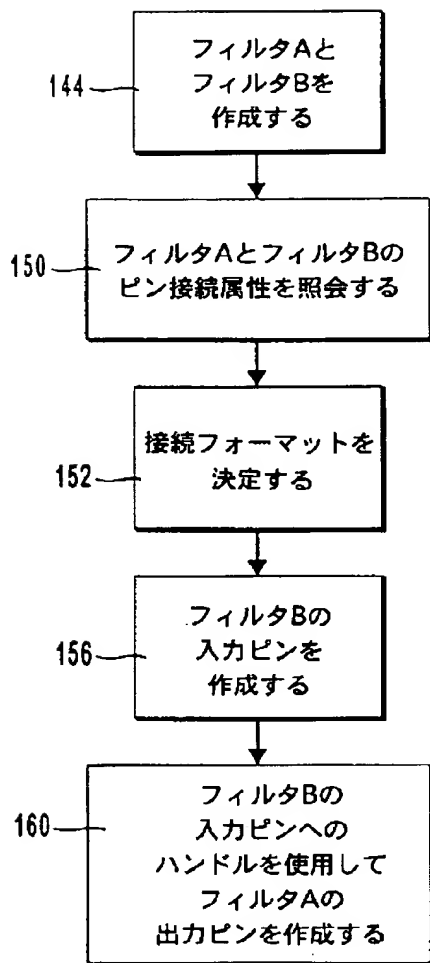 144
フィルタAと
フィルタBを
作成する
150
フィルタAとフィルタBの
ピン接続属性を照会する
152
接続フォーマットを
決定する
156
フィルタBの
入力ピンを
作成する
160
フィルタBの
入力ピンへの
ハンドルを使用して
フィルタAの
出力ピンを作成する